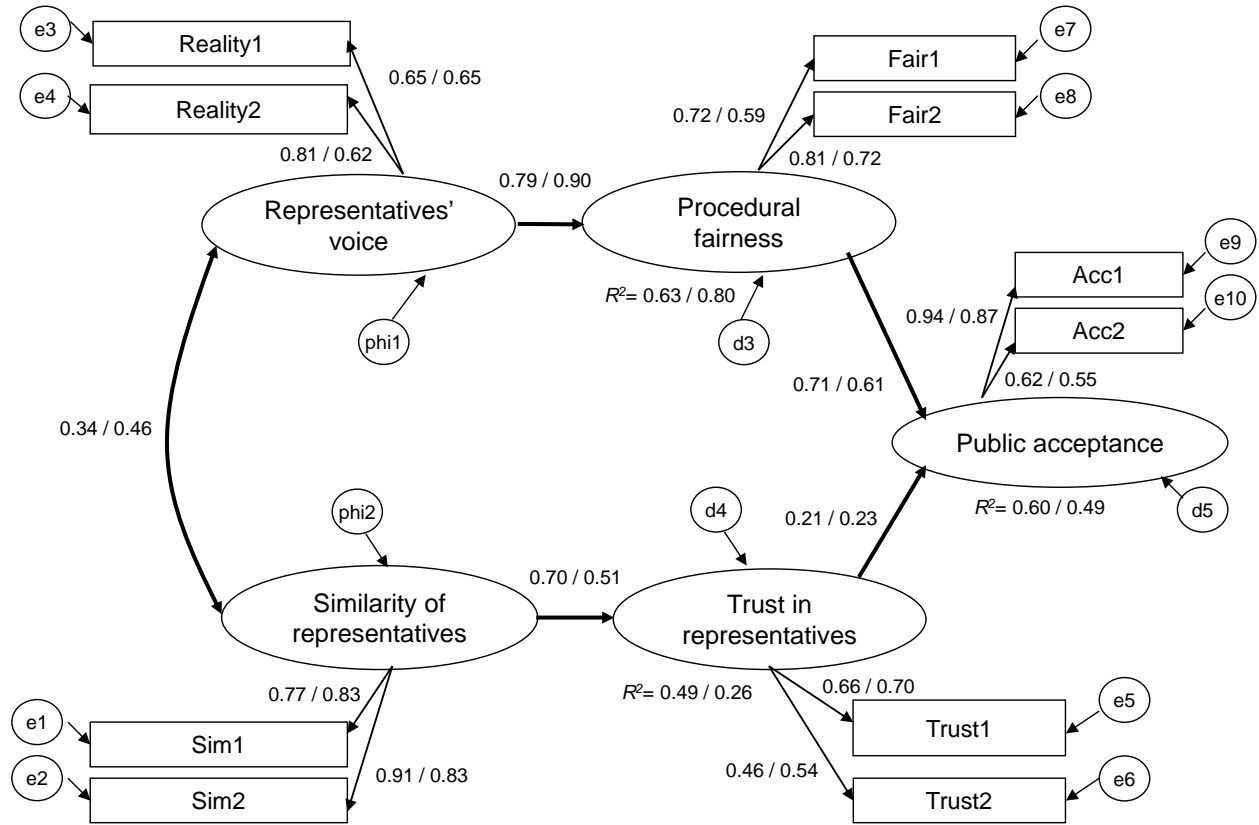 e3
Reality1
0.65 / 0.65
e4
Reality2
0.81 / 0.62
Representatives’
voice
phi1
0.79 / 0.90
Fair1
e7
Fair2
e8
0.72 / 0.59
0.81 / 0.72
Procedural
fairness
R²= 0.63 / 0.80
d3
Acc1
e9
Acc2
e10
0.94 / 0.87
0.62 / 0.55
0.71 / 0.61
Public acceptance
R²= 0.60 / 0.49
d5
0.34 / 0.46
phi2
Similarity of
representatives
0.70 / 0.51
d4
0.21 / 0.23
Trust in
representatives
R²= 0.49 / 0.26
0.77 / 0.83
e1
Sim1
e2
Sim2
0.91 / 0.83
0.66 / 0.70
Trust1
e5
0.46 / 0.54
Trust2
e6